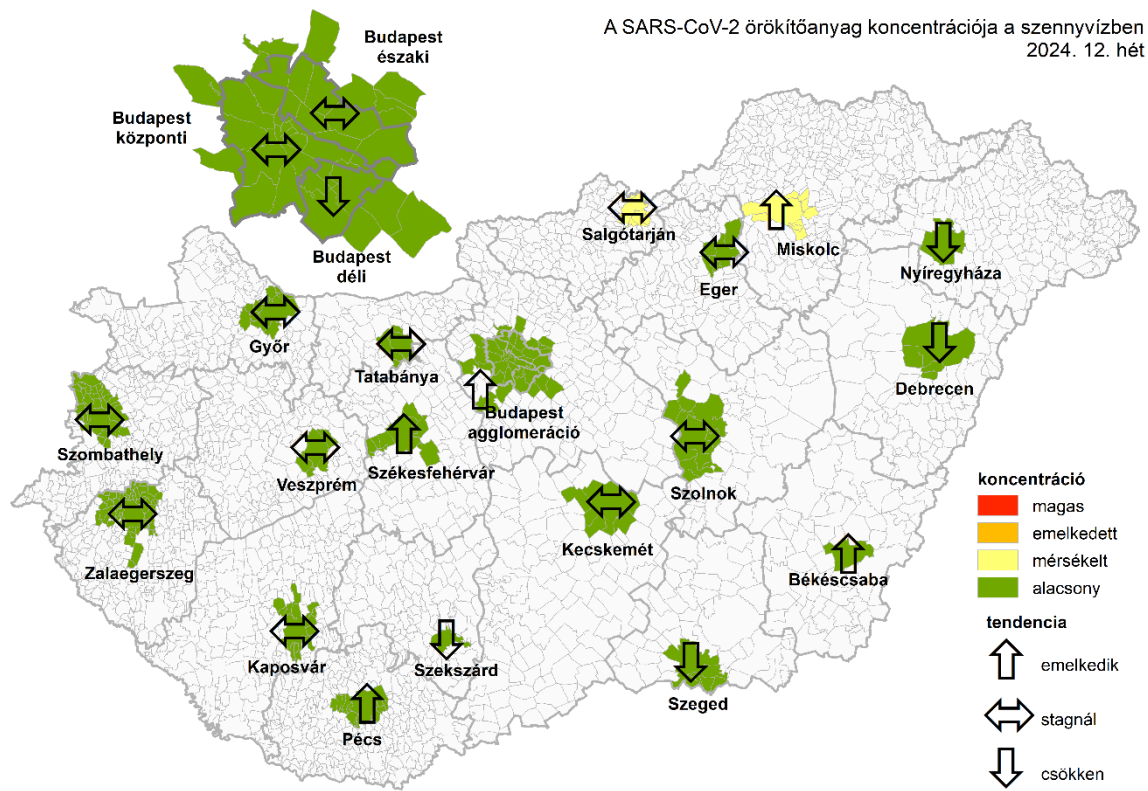 A SARS-CoV-2 örökítőanyag koncentrációja a szennyvízben
2024. 12. hét
Budapest
északi
Budapest
központi
Budapest
déli
Salgótarján
Miskolc
Eger
Nyíregyháza
Győr
Tatabánya
Debrecen
Budapest
agglomeráció
Szombathely
Veszprém
Székesfehérvár
Szolnok
Kecskemét
Zalaegerszeg
Békéscsaba
Kaposvár
Szekszárd
Szeged
Pécs
koncentráció
magas
emelkedett
mérsékelt
alacsony
tendencia
emelkedik
stagnál
csökken